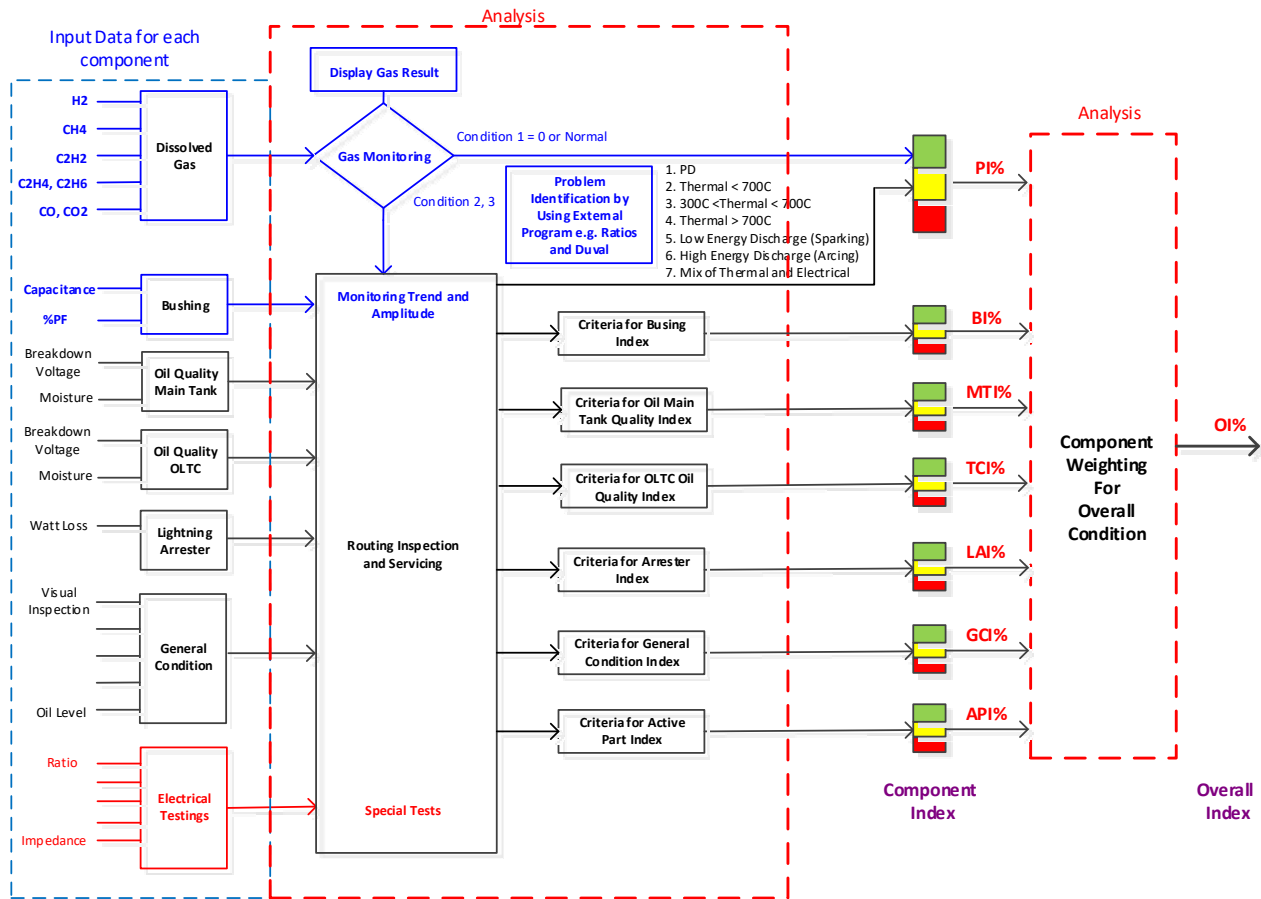 Analysis
Input Data for each
component
H2
CH4
C2H2
C2H4, C2H6
CO, CO2
Dissolved
Gas
Display Gas Result
Gas Monitoring
Condition 1 = 0 or Normal
Condition 2, 3
Problem
Identification by
Using External
Program e.g. Ratios
and Duval
1. PD
2. Thermal < 700C
3. 300C <Thermal < 700C
4. Thermal > 700C
5. Low Energy Discharge (Sparking)
6. High Energy Discharge (Arcing)
7. Mix of Thermal and Electrical
Capacitance
%PF
Bushing
Breakdown
Voltage
Moisture
Oil Quality
Main Tank
Breakdown
Voltage
Moisture
Oil Quality
OLTC
Watt Loss
Lightning
Arrester
Visual
Inspection
Oil Level
General
Condition
Ratio
Impedance
Electrical
Testings
Monitoring Trend and
Amplitude
Routing Inspection
and Servicing
Special Tests
Criteria for Busing
Index
Criteria for Oil Main
Tank Quality Index
Criteria for OLTC Oil
Quality Index
Criteria for Arrester
Index
Criteria for General
Condition Index
Criteria for Active
Part Index
PI%
BI%
MTI%
TCI%
LAI%
GCI%
API%
Component
Index
Analysis
Component
Weighting
For
Overall
Condition
OI%
Overall
Index